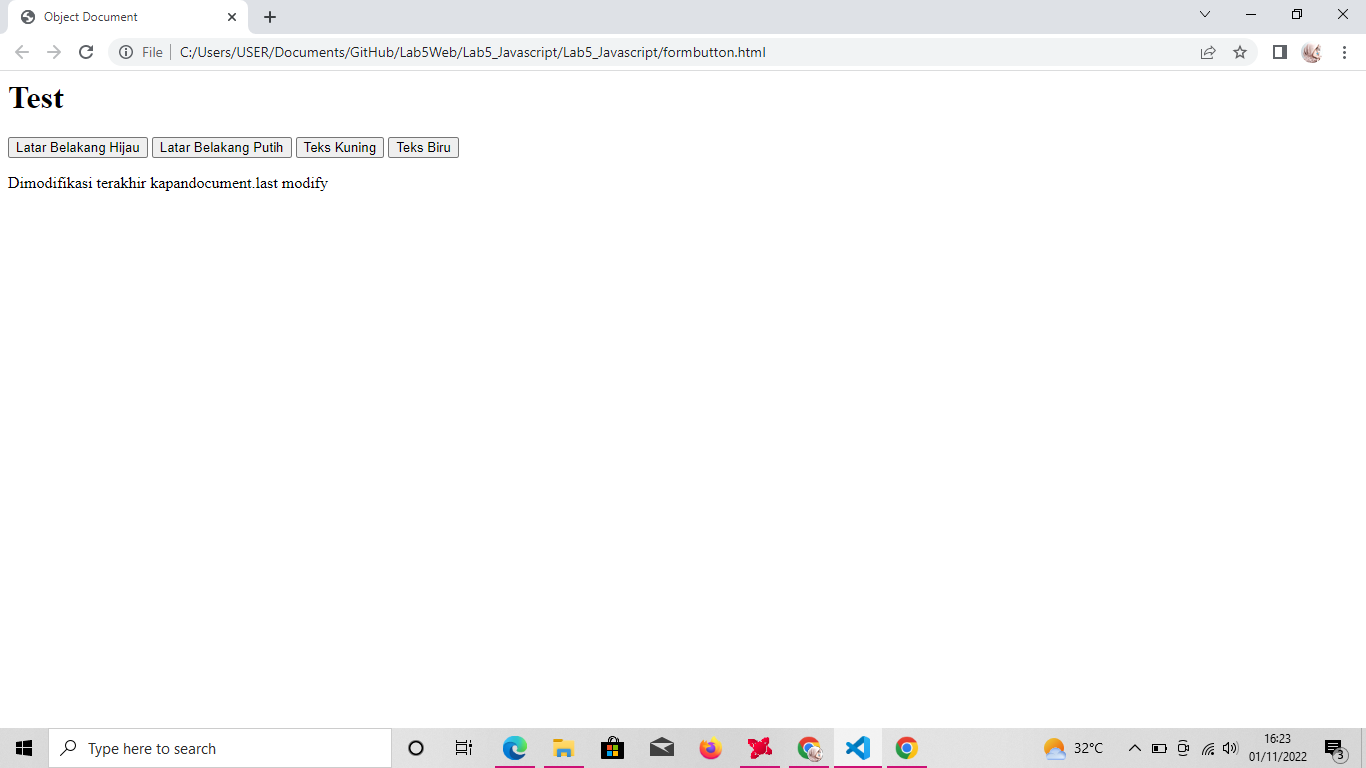 Object Document
File C:/Users/USER/Documents/GitHub/Lab5Web/Lab5_Javascript/Lab5_Javascript/formbutton.html
Test
Latar Belakang Hijau Latar Belakang Putih Teks Kuning Teks Biru
Dimodifikasi terakhir kapandocument.last modify
Type here to search
32°C
16:23
01/11/2022
3